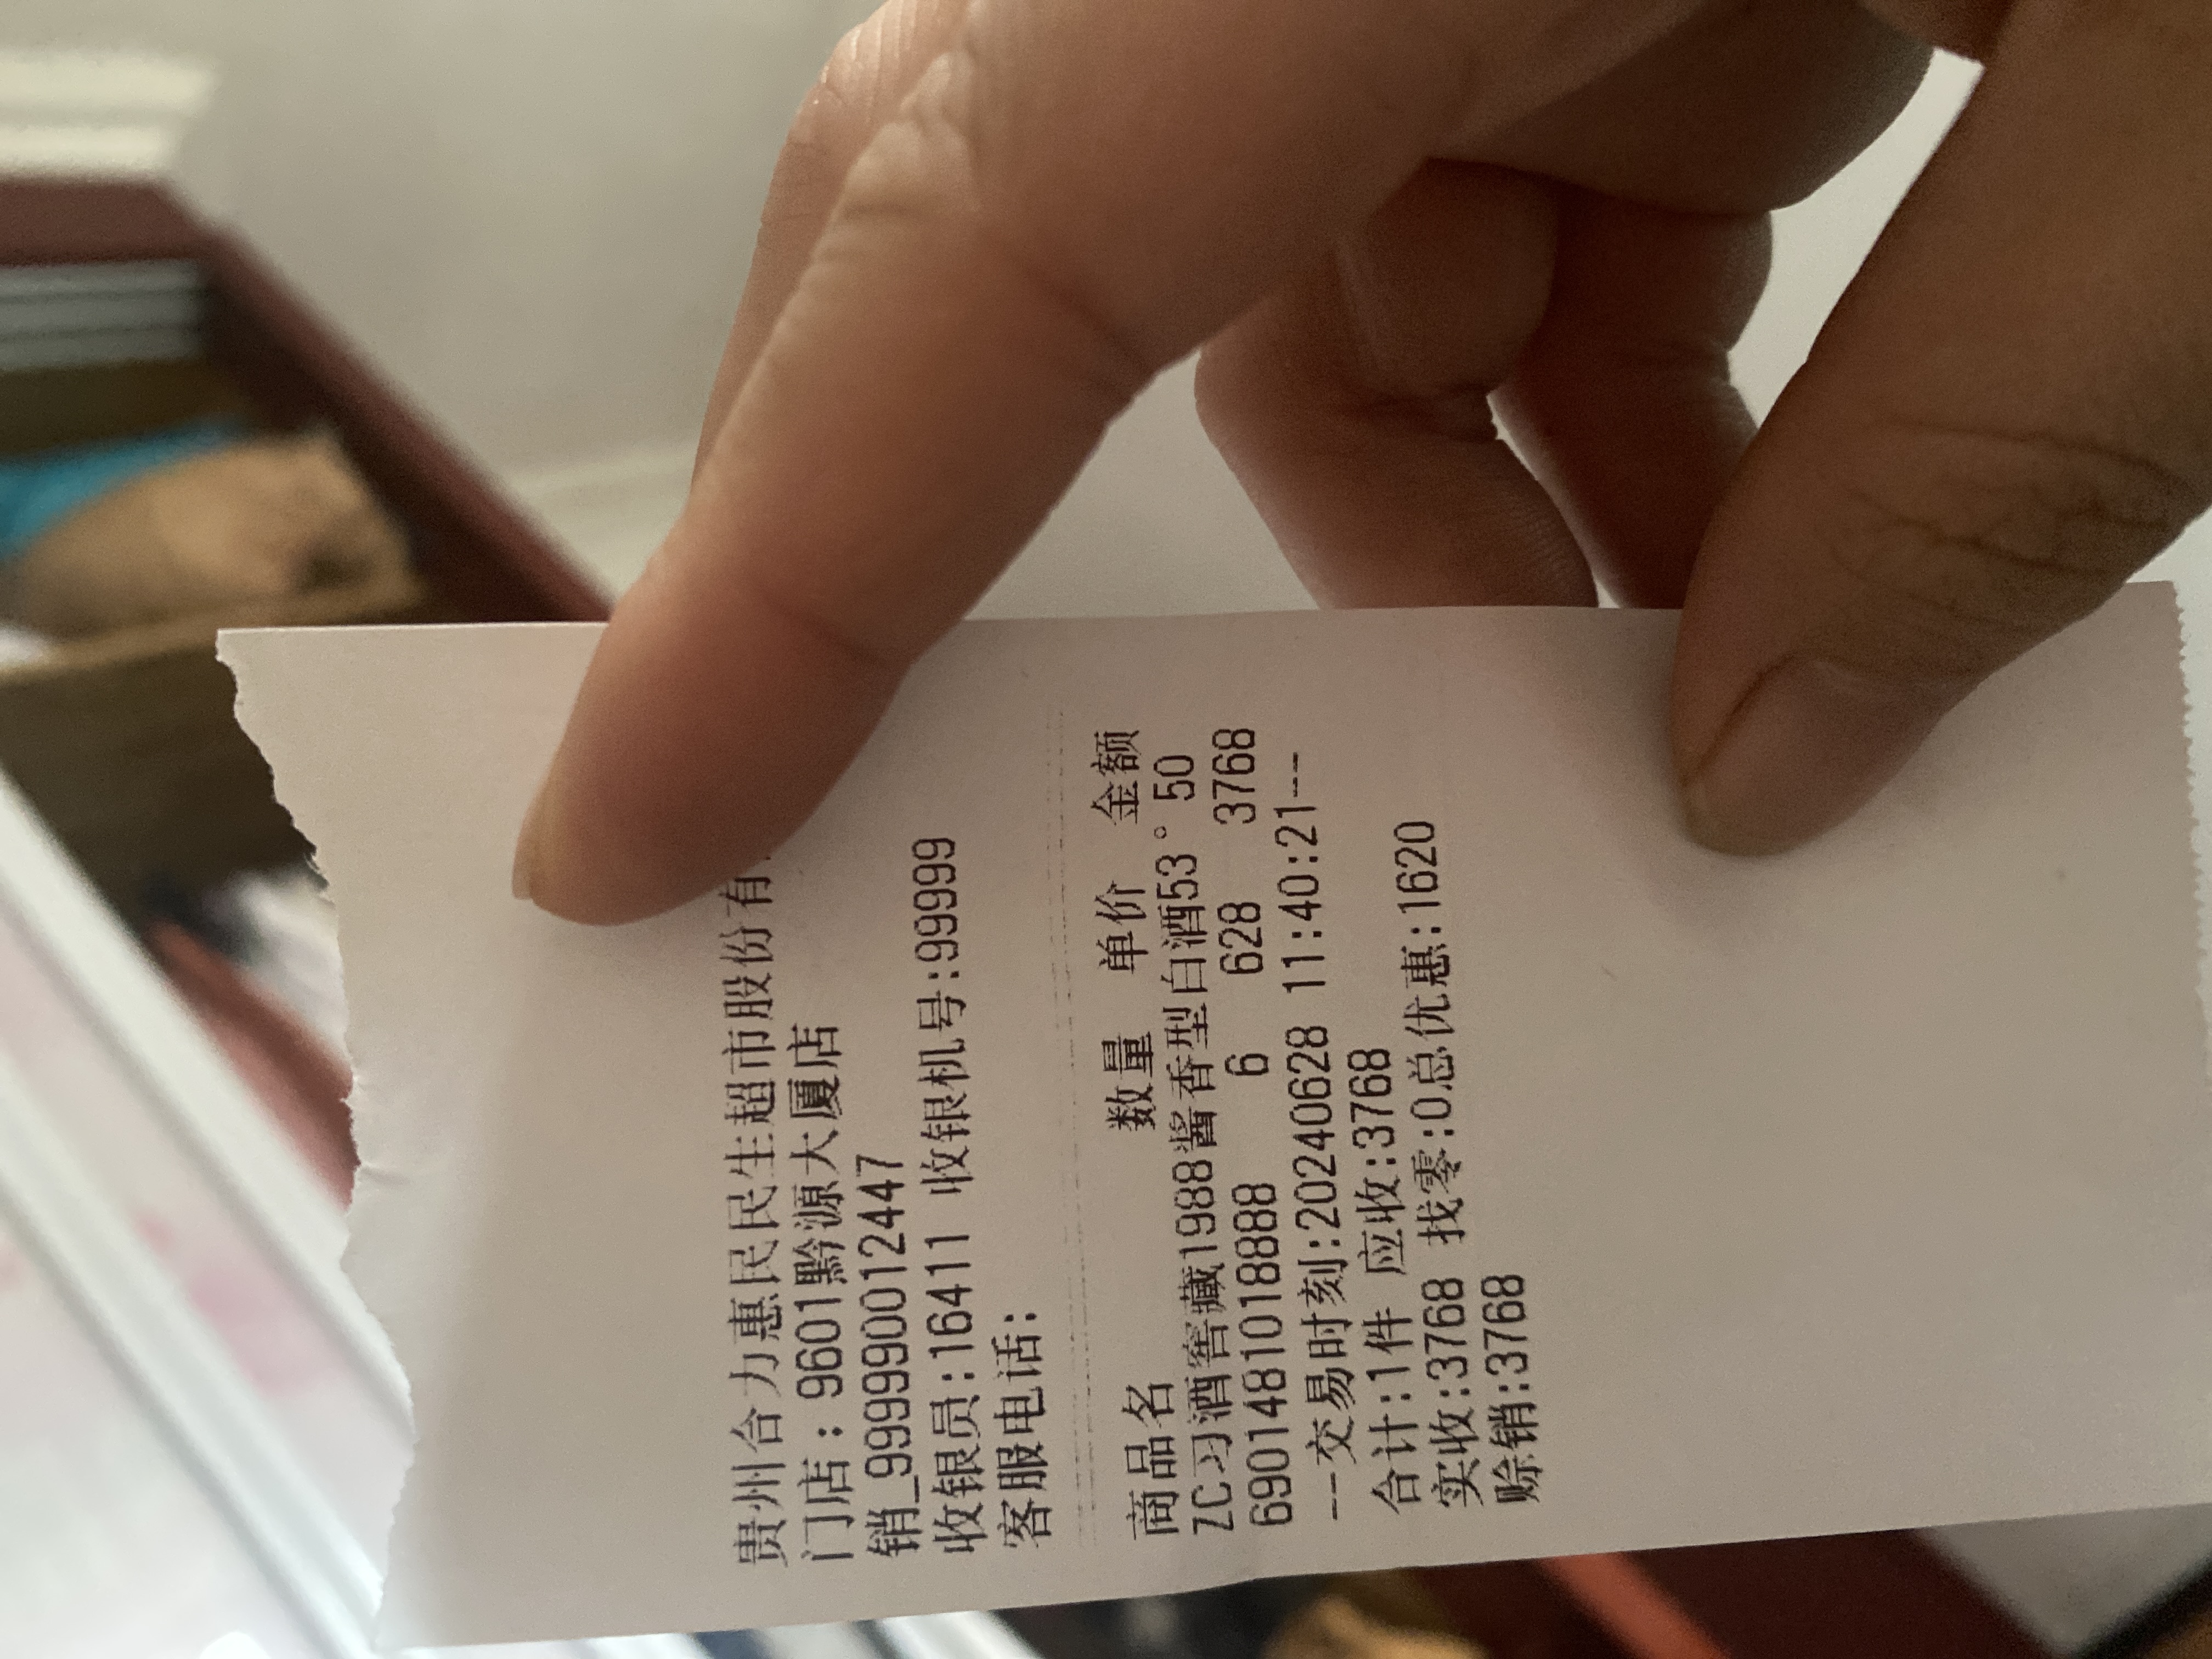 贵州合力惠民民生超市股份有
门店：9601黔源大厦店
销_9999900012447
收银员:16411 收银机号:99999
客服电话:
商品名 数量 单价 金额
ZC习酒窖藏1988酱香型白酒53°50
6901481018888 6 628 3768
--交易时刻:20240628 11:40:21---
合计:1件 应收:3768
实收:3768 找零:0总优惠:1620
赊销:3768